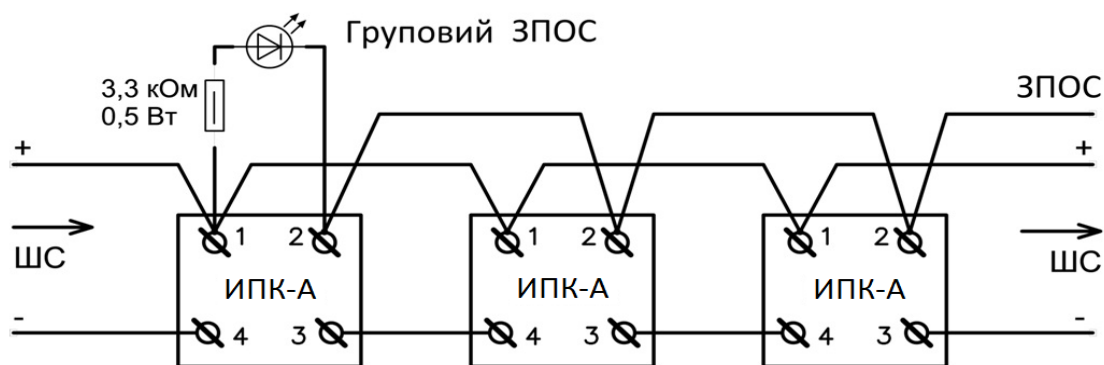 Груповий ЗПОС
3,3 кОм
0,5 Вт
ЗПОС
+
+
1 2 1 2 1 2
ШС
ШС
ИПК-А
ИПК-А
ИПК-А
-
4 3 4 3 4 3
-